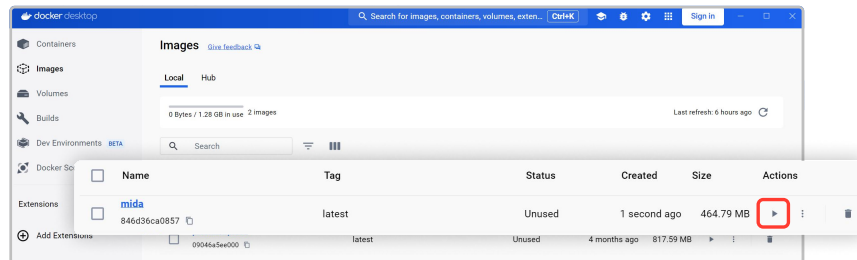 docker desktop
Search for images, containers, volumes, exten... Ctrl+K
Sign in
Containers
Images
Volumes
Builds
Dev Environments BETA
Docker Sc
Extensions
Add Extensions
Images Give feedback
Local Hub
0 Bytes / 1.28 GB in use 2 images
Last refresh: 6 hours ago
Search
Name Tag Status Created Size Actions
mida
846d36ca0857 latest Unused 1 second ago 464.79 MB
09046a5ee000 latest Unused 4 months ago 817.59 MB